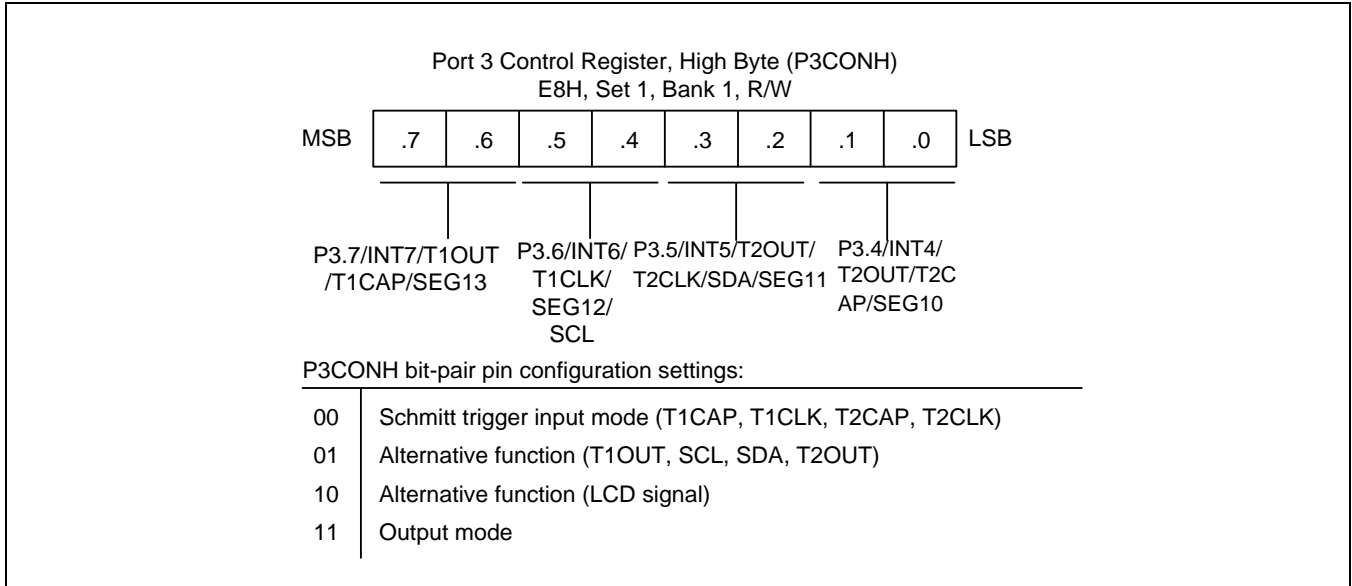 Port 3 Control Register, High Byte (P3CONH)
E8H, Set 1, Bank 1, R/W
MSB .7 .6 .5 .4 .3 .2 .1 .0 LSB
P3.7/INT7/T1OUT
/T1CAP/SEG13
P3.6/INT6/
T1CLK/
SEG12/
SCL
P3.5/INT5/T2OUT/
T2CLK/SDA/SEG11
P3.4/INT4/
T2OUT/T2C
AP/SEG10
P3CONH bit-pair pin configuration settings:
00 Schmitt trigger input mode (T1CAP, T1CLK, T2CAP, T2CLK)
01 Alternative function (T1OUT, SCL, SDA, T2OUT)
10 Alternative function (LCD signal)
11 Output mode